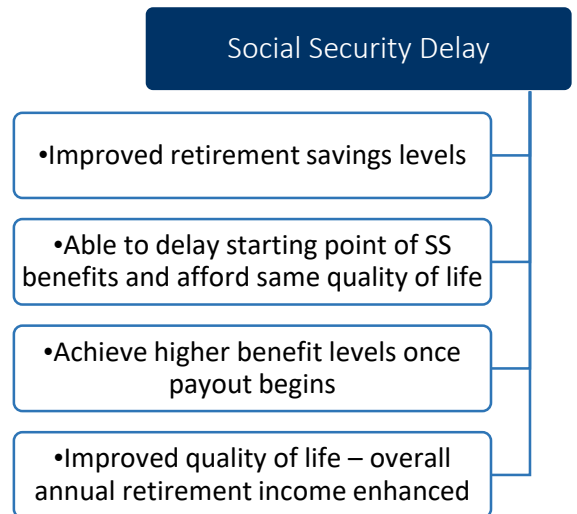 Social Security Delay
•Improved retirement savings levels
•Able to delay starting point of SS
benefits and afford same quality of life
•Achieve higher benefit levels once
payout begins
•Improved quality of life – overall
annual retirement income enhanced